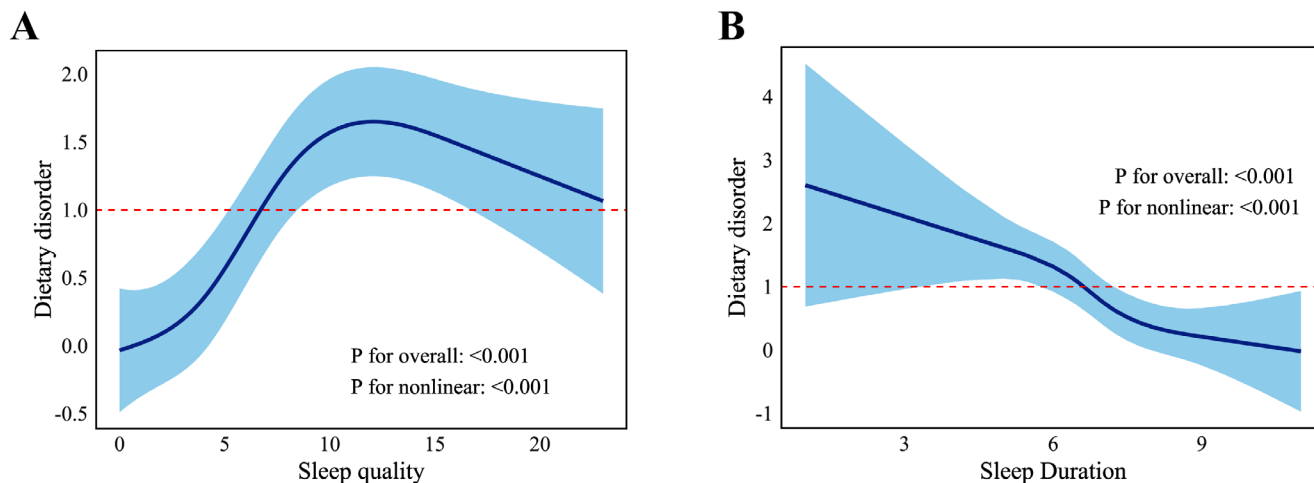 A
Dietary disorder
2.0
1.5
1.0
0.5
0.0
-0.5
P for overall: <0.001
P for nonlinear: <0.001
0
5
10
15
20
Sleep quality
B
Dietary disorder
4
3
2
1
0
-1
P for overall: <0.001
P for nonlinear: <0.001
3
6
9
Sleep Duration